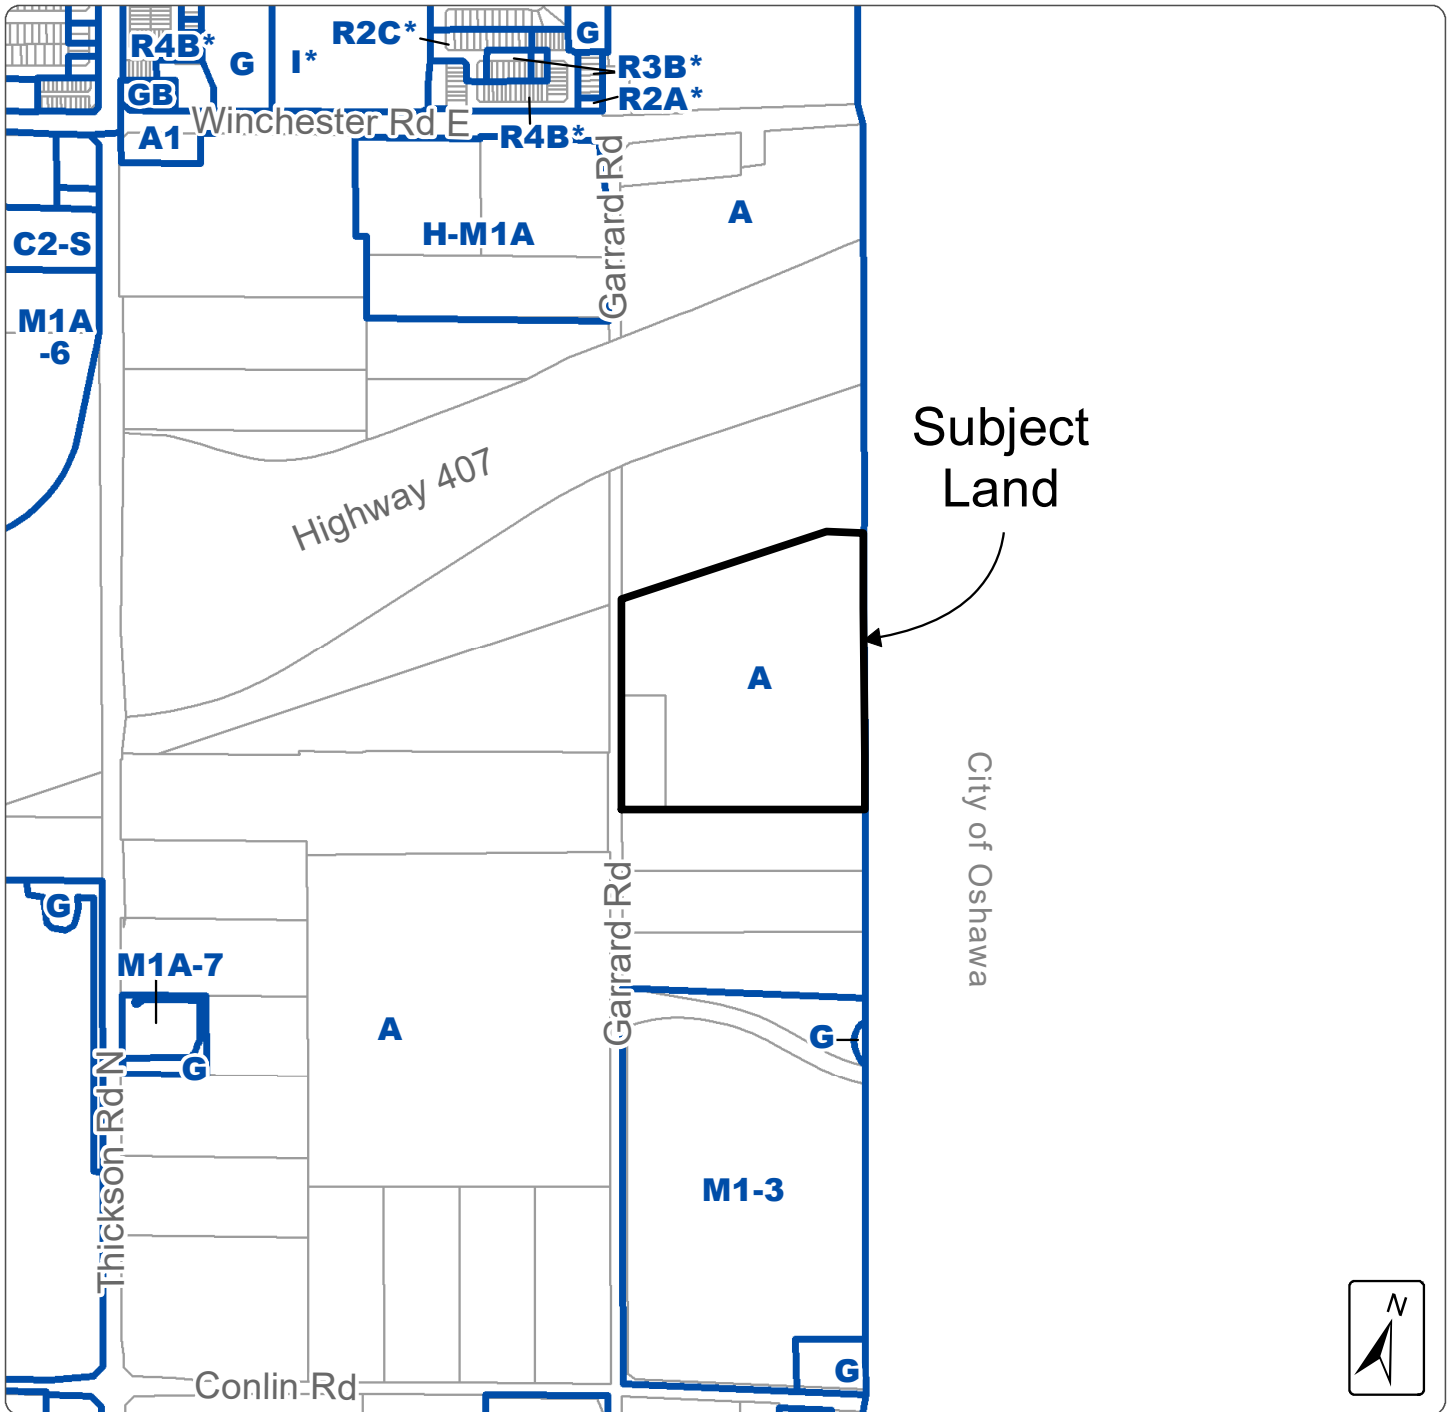 R4B*
G
I*
R2C*
G
R3B*
R2A*
GB
A1
Winchester Rd E
R4B*
Garrard Rd
C2-S
H-M1A
A
M1A
-6
Highway 407
Subject
Land
A
City of Oshawa
G
Garrard Rd
M1A-7
A
G
G
Thickson Rd N
M1-3
G
Conlin Rd
N